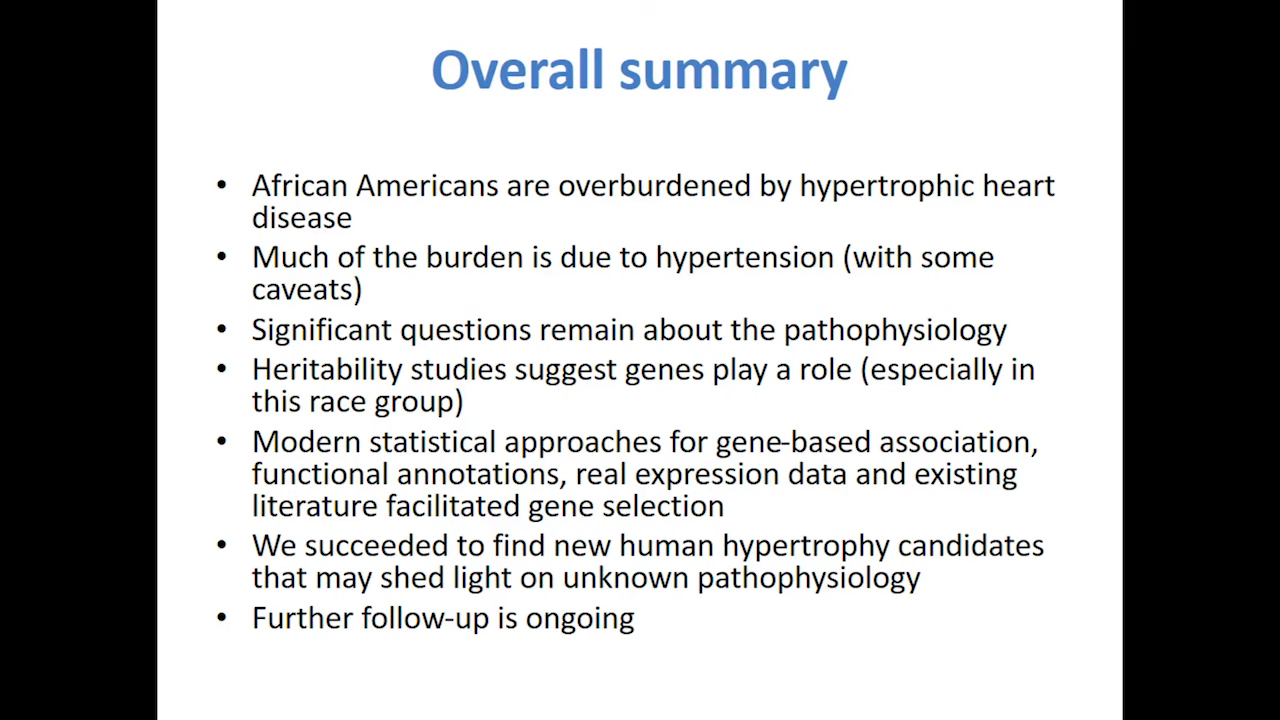 Overall summary
• African Americans are overburdened by hypertrophic heart
disease
• Much of the burden is due to hypertension (with some
caveats)
• Significant questions remain about the pathophysiology
• Heritability studies suggest genes play a role (especially in
this race group)
• Modern statistical approaches for gene-based association,
functional annotations, real expression data and existing
literature facilitated gene selection
• We succeeded to find new human hypertrophy candidates
that may shed light on unknown pathophysiology
• Further follow-up is ongoing